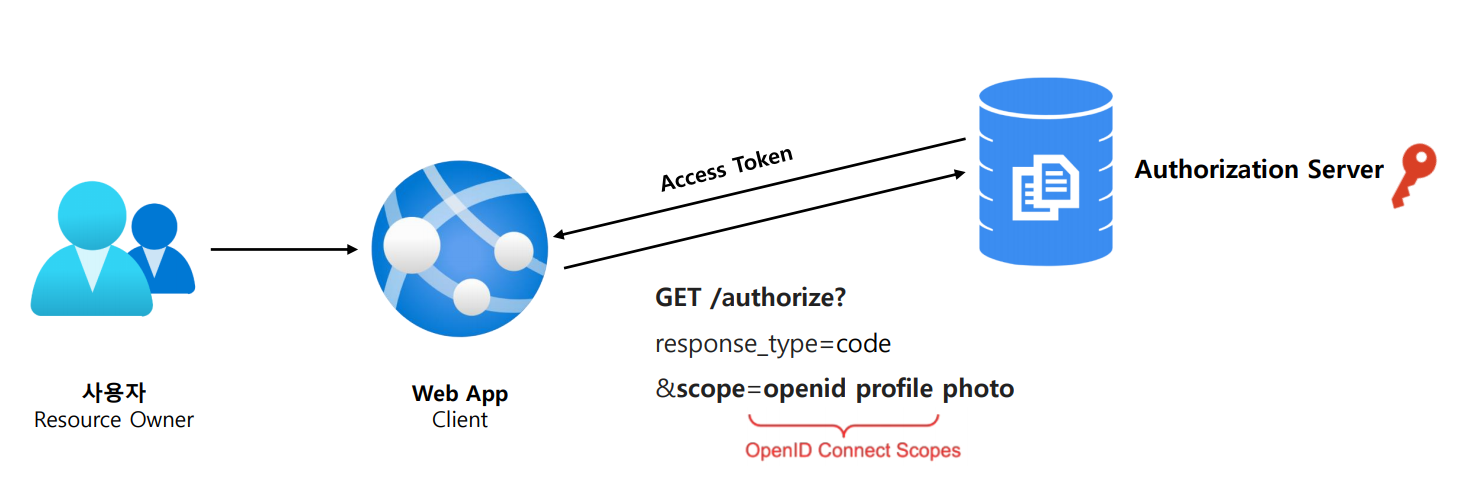 Access Token
Authorization Server
GET /authorize?
response_type=code
&scope=openid profile photo
OpenID Connect Scopes
사용자
Resource Owner
Web App
Client